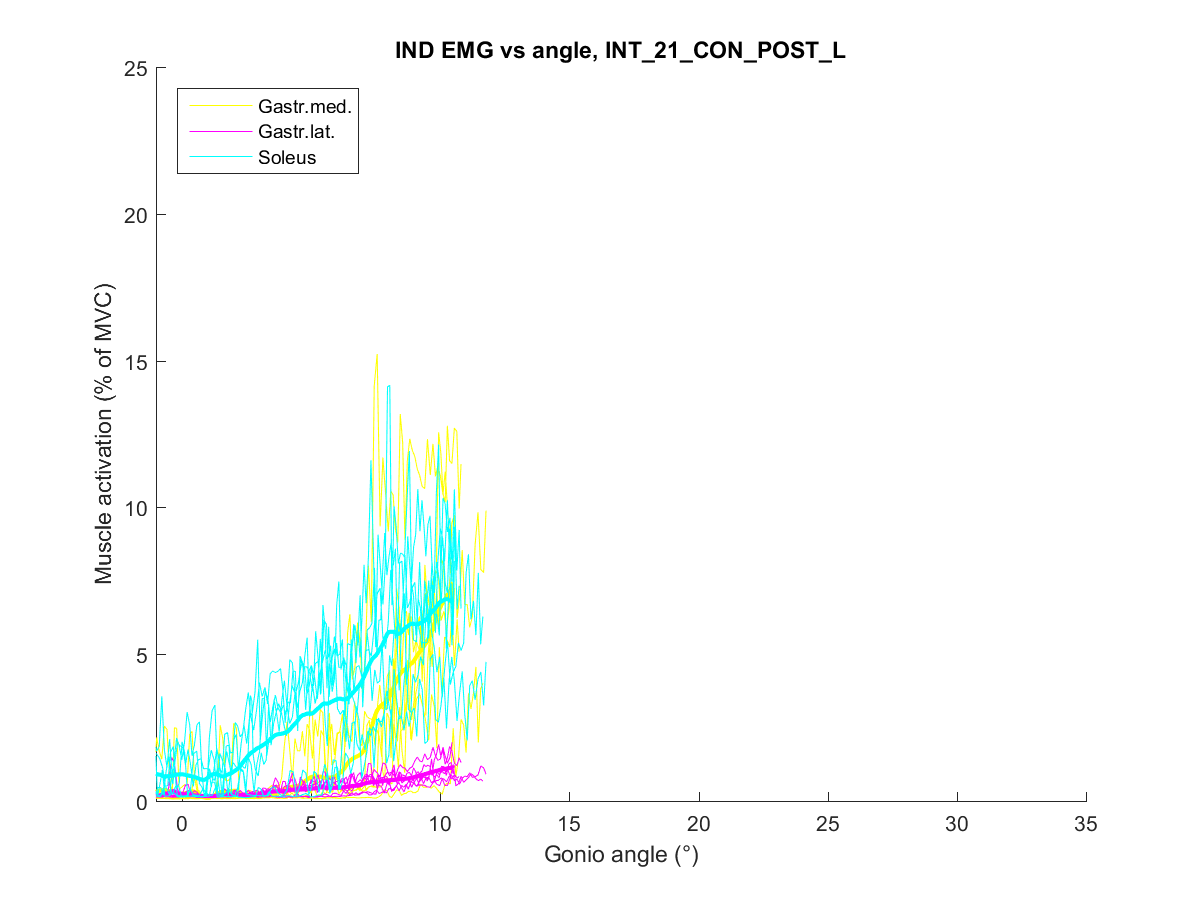 IND EMG vs angle, INT_21_CON_POST_L
25
20
15
10
5
0
Muscle activation (% of MVC)
Gastr.med.
Gastr.lat.
Soleus
0 5 10 15 20 25 30 35
Gonio angle (°)